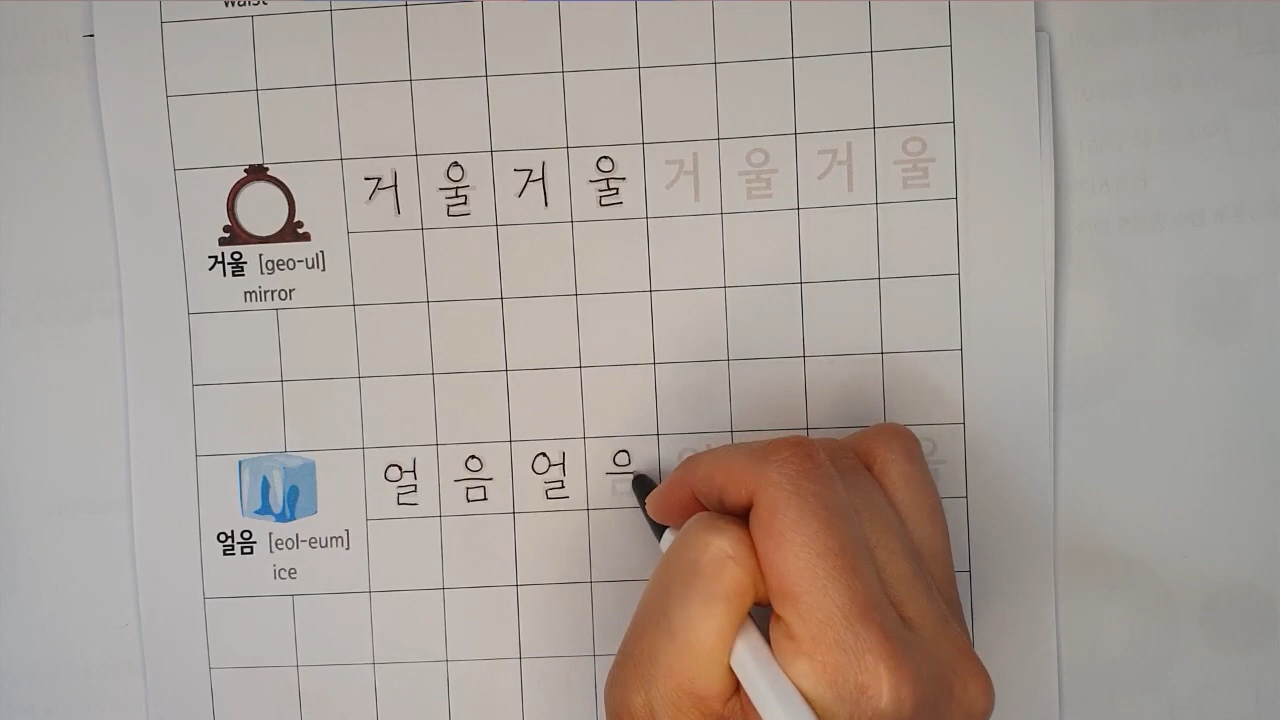 waist
거 울 거 울 거 울 거 울
거울 [geo-ul]
mirror
얼 음 얼 음
얼음 [eol-eum]
ice